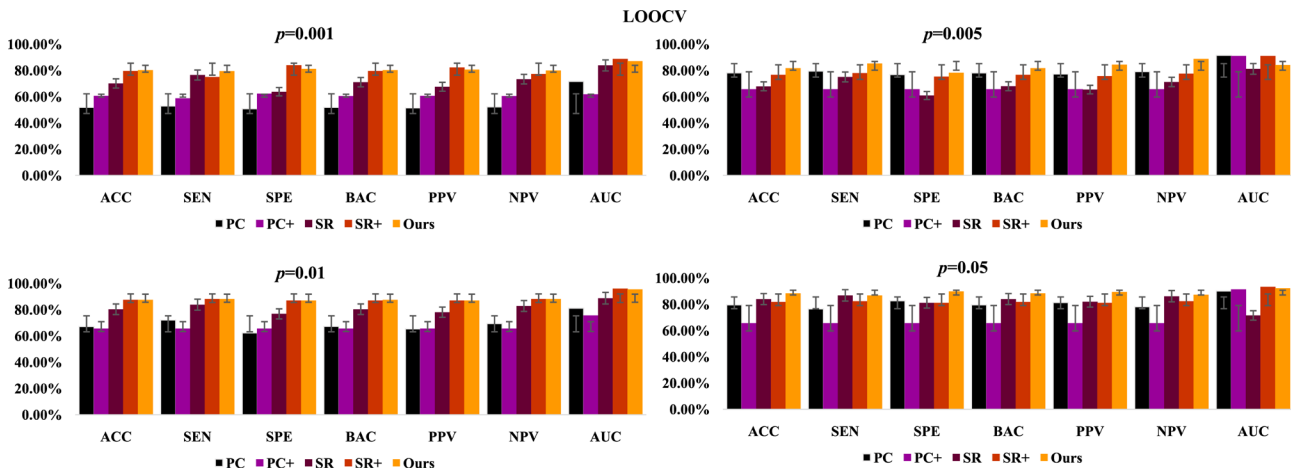 LOOCV
p=0.001
100.00%
80.00%
60.00%
40.00%
20.00%
0.00%
ACC SEN SPE BAC PPV NPV AUC
PC PC+ SR SR+ Ours
p=0.005
100.00%
80.00%
60.00%
40.00%
20.00%
0.00%
ACC SEN SPE BAC PPV NPV AUC
PC PC+ SR SR+ Ours
p=0.01
100.00%
80.00%
60.00%
40.00%
20.00%
0.00%
ACC SEN SPE BAC PPV NPV AUC
PC PC+ SR SR+ Ours
p=0.05
100.00%
80.00%
60.00%
40.00%
20.00%
0.00%
ACC SEN SPE BAC PPV NPV AUC
PC PC+ SR SR+ Ours